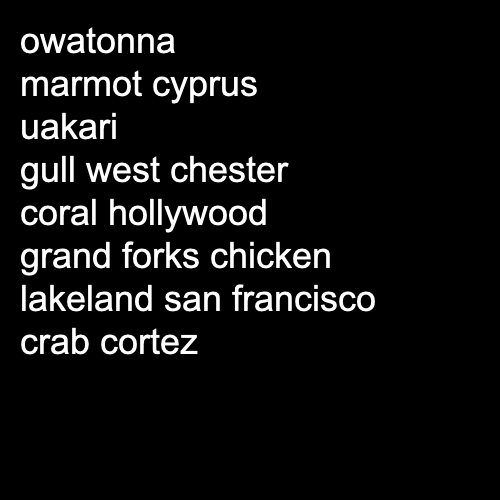 owatonna
marmot cyprus
uakari
gull west chester
coral hollywood
grand forks chicken
lakeland san francisco
crab cortez